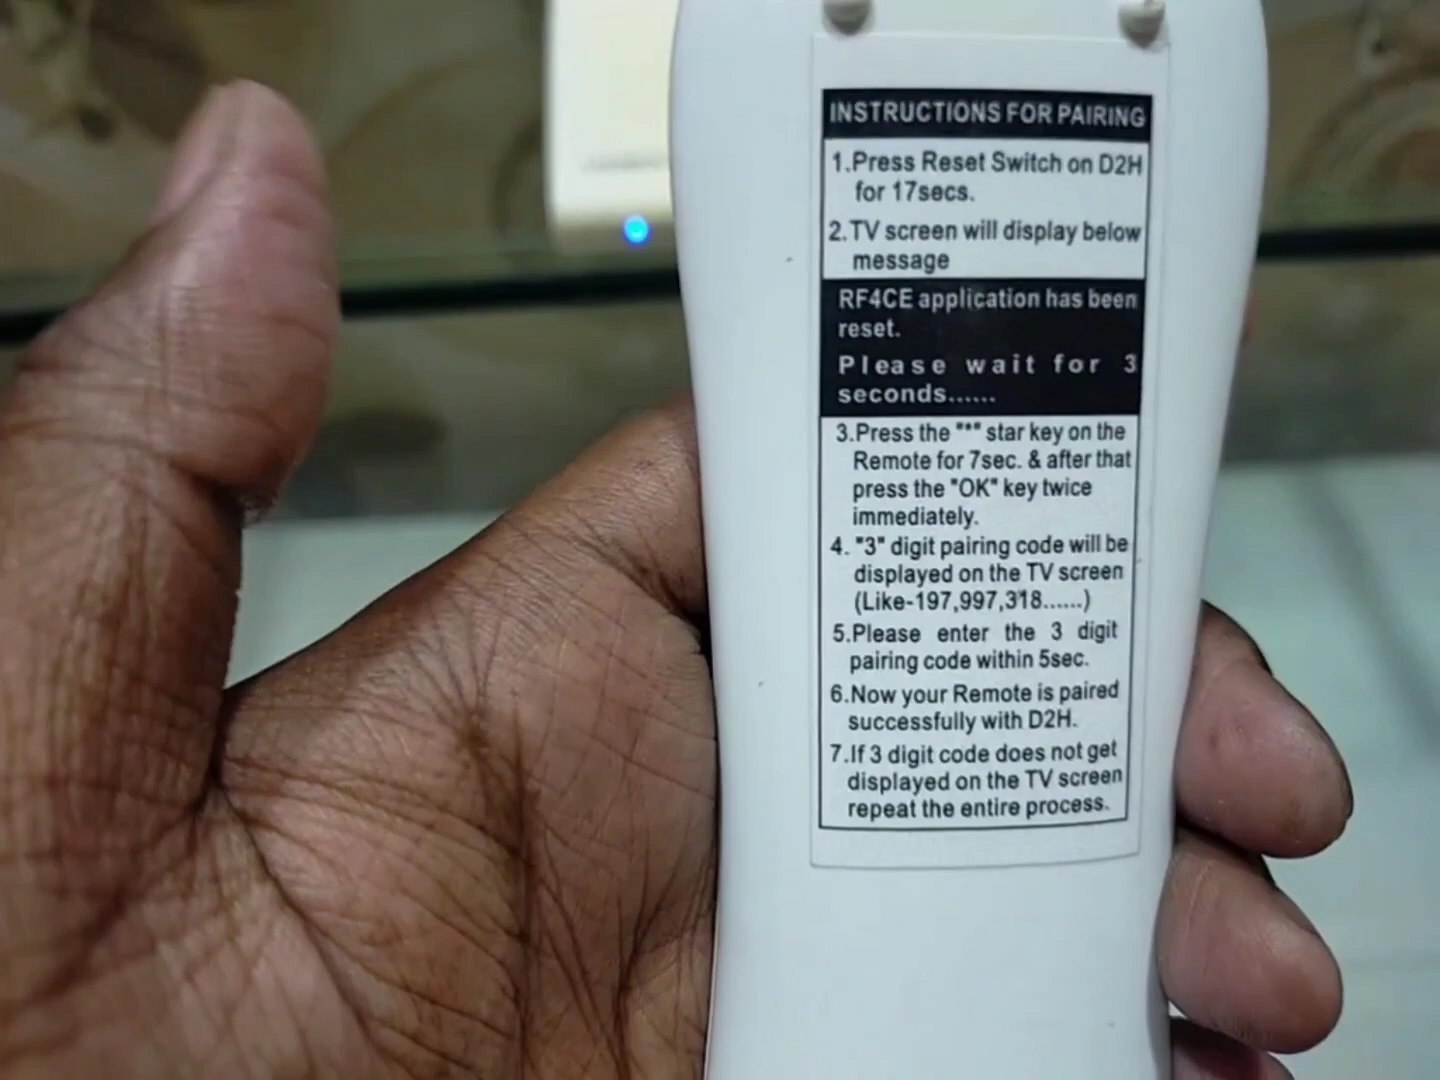 INSTRUCTIONS FOR PAIRING
1.Press Reset Switch on D2H
for 17secs.
2.TV screen will display below
message
RF4CE application has been
reset.
Please wait for 3
seconds......
3.Press the "*" star key on the
Remote for 7sec. & after that
press the "OK" key twice
immediately.
4. "3" digit pairing code will be
displayed on the TV screen
(Like-197,997,318......)
5.Please enter the 3 digit
pairing code within 5sec.
6.Now your Remote is paired
successfully with D2H.
7.If 3 digit code does not get
displayed on the TV screen
repeat the entire process.